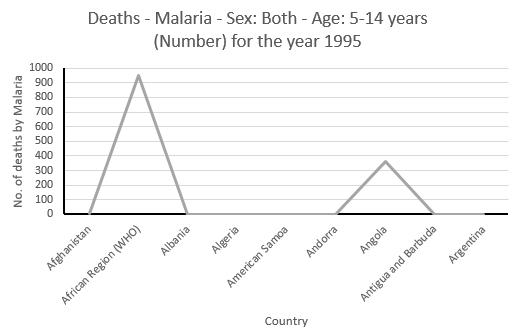 Deaths - Malaria - Sex: Both - Age: 5-14 years
(Number) for the year 1995
No. of deaths by Malaria
1000
900
800
700
600
500
400
300
200
100
0
Afghanistan
African Region (WHO)
Albania
Algeria
American Samoa
Andorra
Angola
Antigua and Barbuda
Argentina
Country